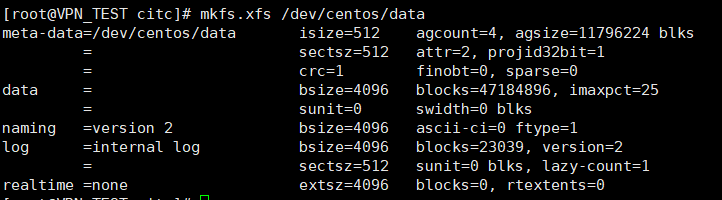 [root@VPN_TEST citc]# mkfs.xfs /dev/centos/data
meta-data=/dev/centos/data       isize=512    agcount=4, agsize=11796224 blks
         =                       sectsz=512   attr=2, projid32bit=1
         =                       crc=1        finobt=0, sparse=0
data     =                       bsize=4096   blocks=47184896, imaxpct=25
         =                       sunit=0      swidth=0 blks
naming   =version 2              bsize=4096   ascii-ci=0 ftype=1
log      =internal log           bsize=4096   blocks=23039, version=2
         =                       sectsz=512   sunit=0 blks, lazy-count=1
realtime =none                   extsz=4096   blocks=0, rtextents=0
[root@VPN_TEST citc]#